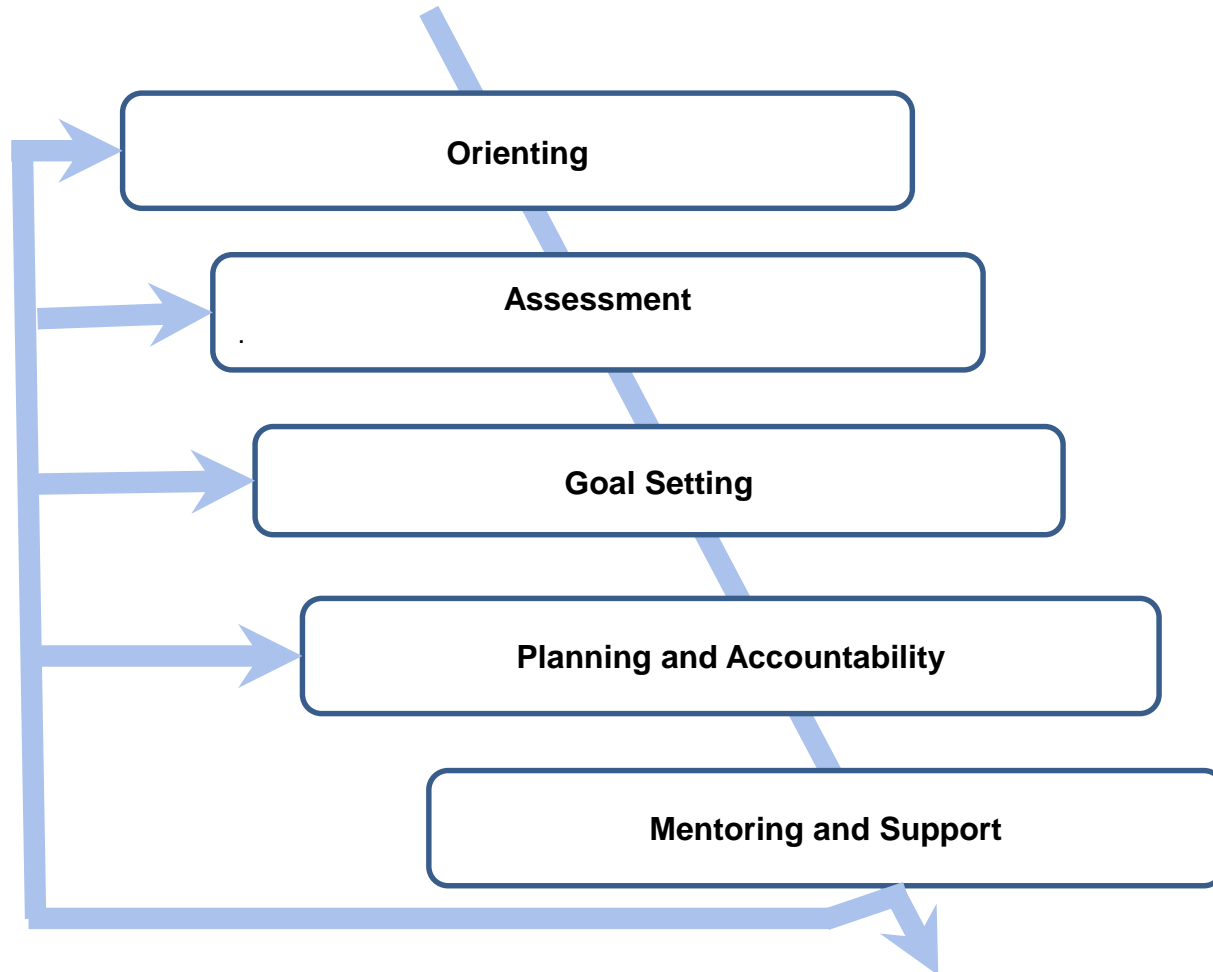 Orienting
Assessment
.
Goal Setting
Planning and Accountability
Mentoring and Support